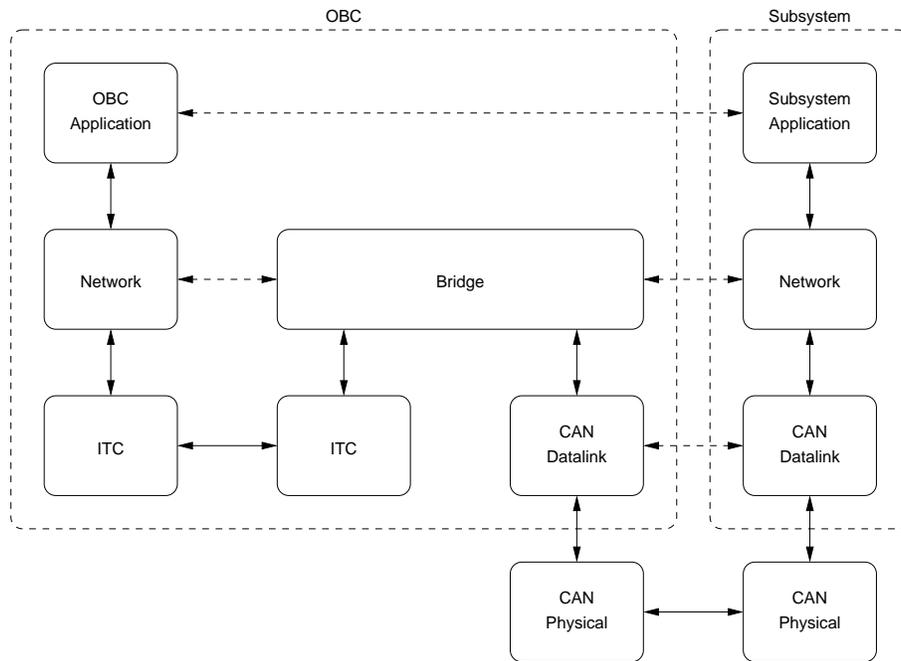 OBC
Subsystem
OBC
Application
Subsystem
Application
Network
Bridge
Network
ITC
ITC
CAN
Datalink
CAN
Datalink
CAN
Physical
CAN
Physical